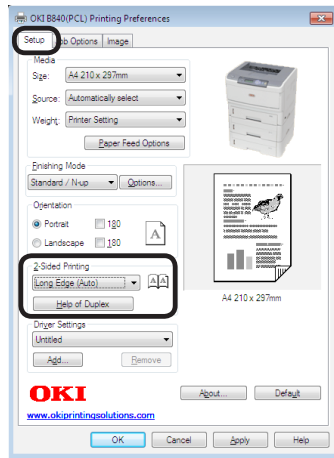 OKI B840(PCL) Printing Preferences
Setup Job Options Image
Media
Size: A4 210 x 297mm
Source: Automatically select
Weight: Printer Setting
Paper Feed Options
Finishing Mode
Standard / N-up Options...
Orientation
Portrait 180
Landscape 180
A
2-Sided Printing
Long Edge (Auto) A A
Help of Duplex
A4 210 x 297mm
Driver Settings
Untitled
Add... Remove
OKI About... Default
www.okiprintingsolutions.com
OK Cancel Apply Help